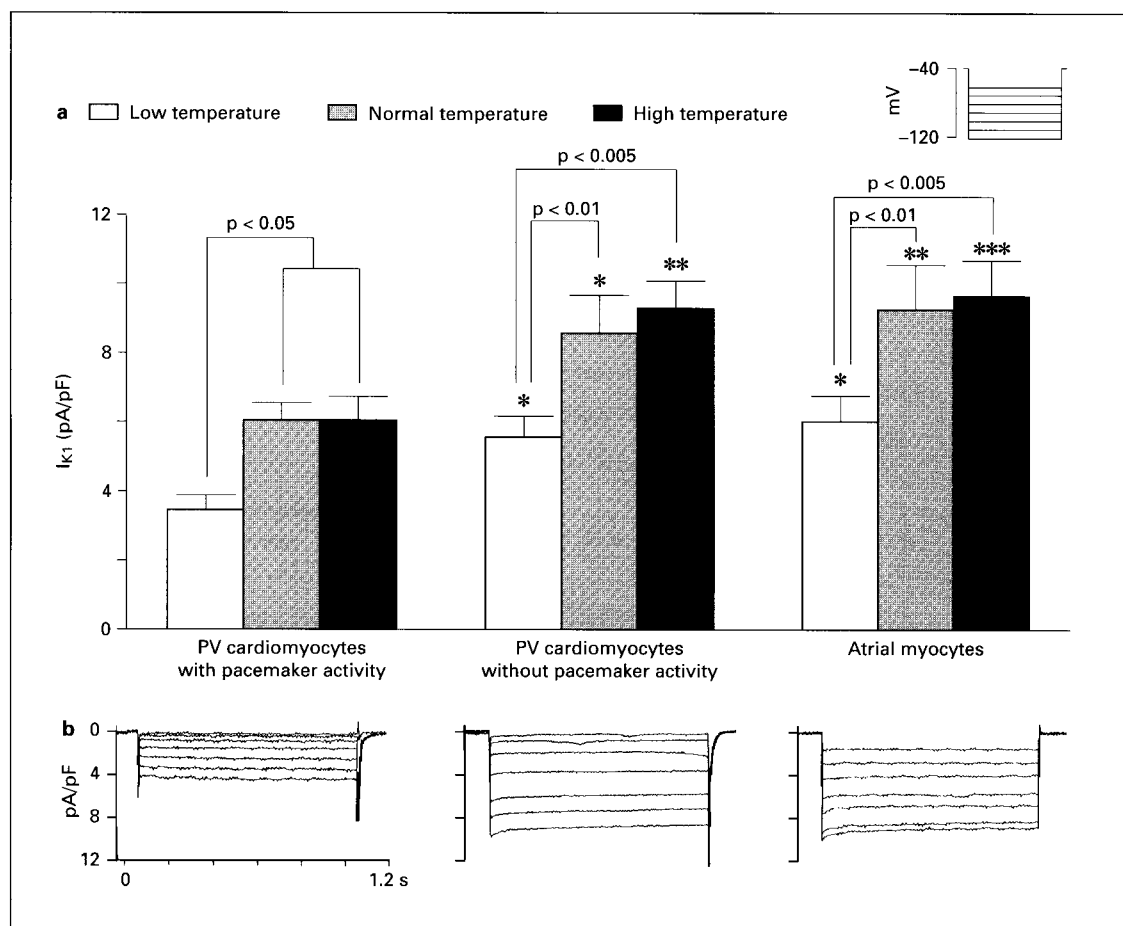 a Low temperature Normal temperature High temperature
−40
mV
−120
p < 0.005
p < 0.01
p < 0.05
p < 0.005
p < 0.01
12
8
4
0
I_K1 (pA/pF)
* ** ** ***
* *
PV cardiomyocytes
with pacemaker activity
PV cardiomyocytes
without pacemaker activity
Atrial myocytes
b 0
4
8
12
pA/pF
0 1.2 s